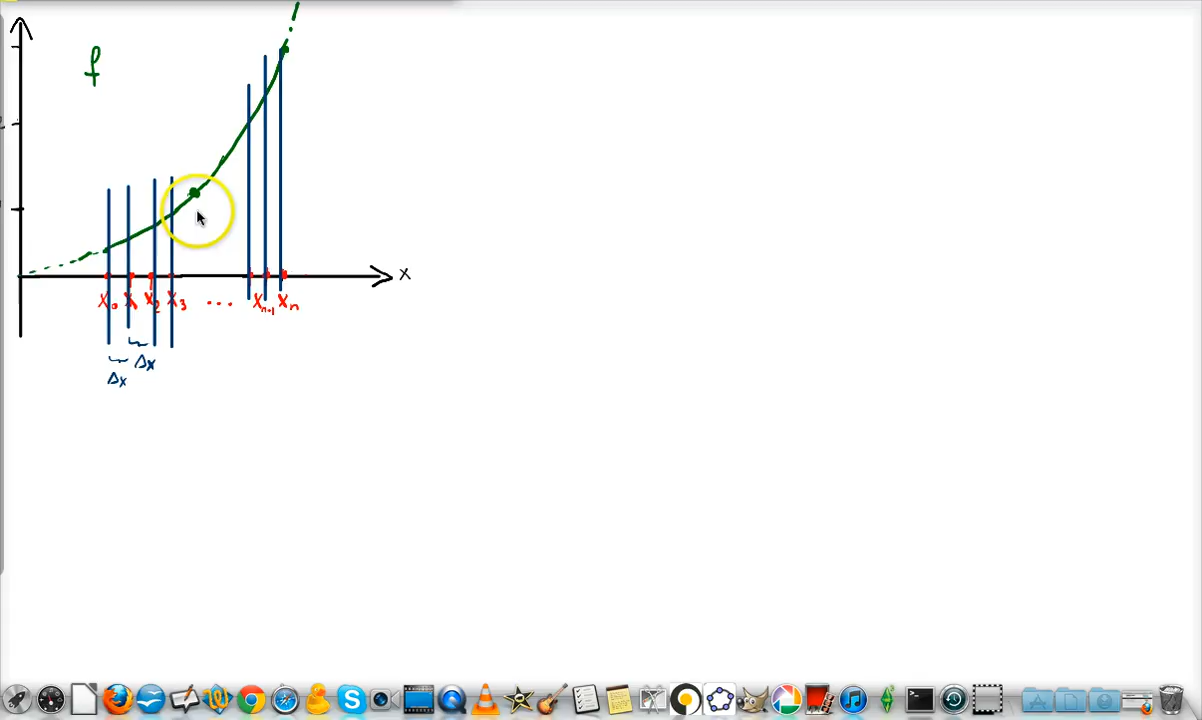 f
x
x₀ x₁ x₂ x₃ ... xₙ₋₁ xₙ
Δx
Δx